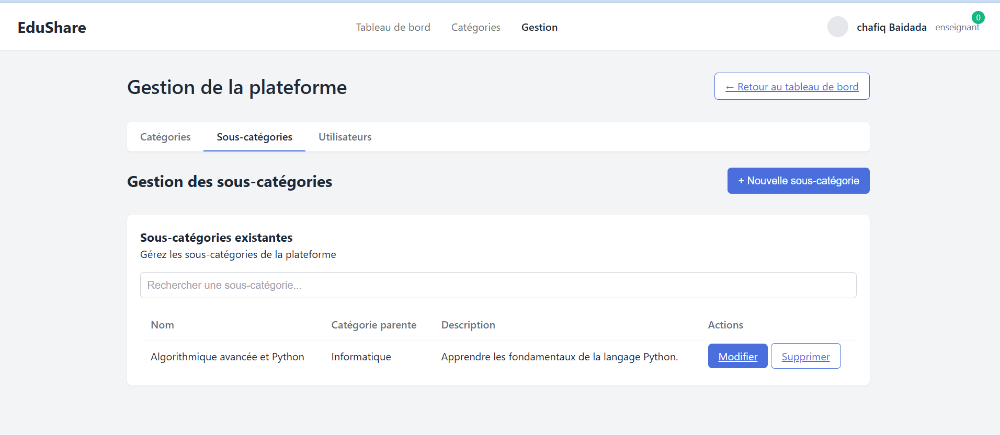 EduShare
Tableau de bord Catégories Gestion
chafiq Baidada enseignant 0
Gestion de la plateforme
← Retour au tableau de bord
Catégories Sous-catégories Utilisateurs
Gestion des sous-catégories
+ Nouvelle sous-catégorie
Sous-catégories existantes
Gérez les sous-catégories de la plateforme
Rechercher une sous-catégorie...
Nom Catégorie parente Description Actions
Algorithmique avancée et Python Informatique Apprendre les fondamentaux de la langage Python. Modifier Supprimer